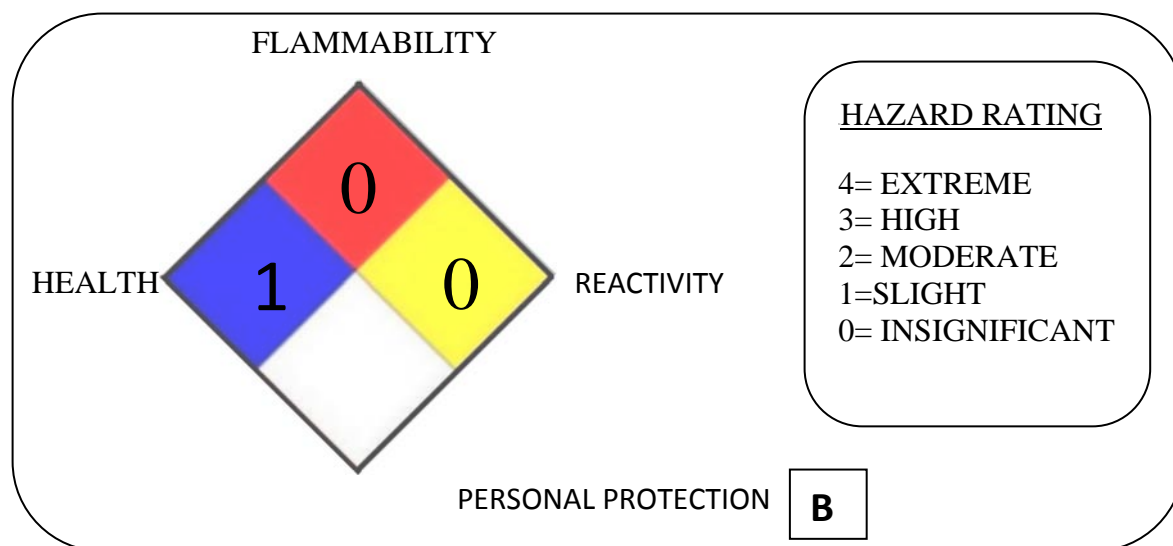 FLAMMABILITY
0
HEALTH
1
0
REACTIVITY
PERSONAL PROTECTION B
HAZARD RATING
4= EXTREME
3= HIGH
2= MODERATE
1=SLIGHT
0= INSIGNIFICANT